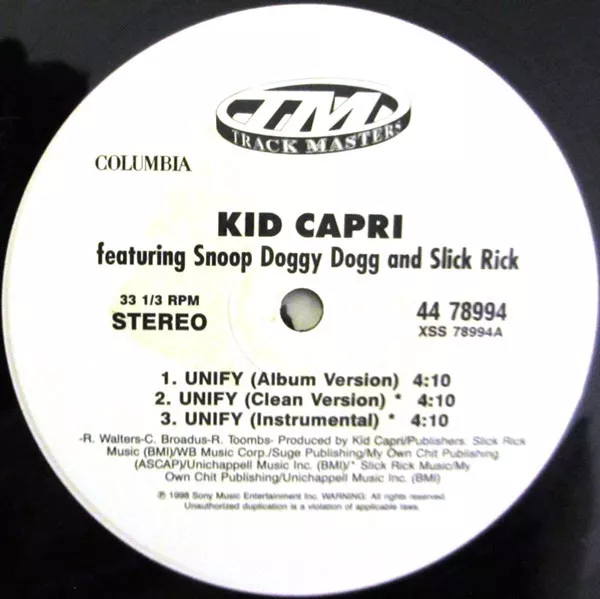 TM
TRACK MASTERS
COLUMBIA
KID CAPRI
featuring Snoop Doggy Dogg and Slick Rick
33 1/3 RPM
STEREO
44 78994
XSS 78994A
1. UNIFY (Album Version) 4:10
2. UNIFY (Clean Version) * 4:10
3. UNIFY (Instrumental) * 4:10
-R. Walters-C. Broadus-R. Toombs- Produced by Kid Capri/Publishers. Slick Rick
Music (BMI)/WB Music Corp./Suge Publishing/My Own Chit Publishing
(ASCAP)/Unichappell Music Inc. (BMI)/* Slick Rick Music/My
Own Chit Publishing/Unichappell Music Inc. (BMI)
℗ 1998 Sony Music Entertainment Inc. WARNING: All rights reserved.
Unauthorized duplication is a violation of applicable laws.